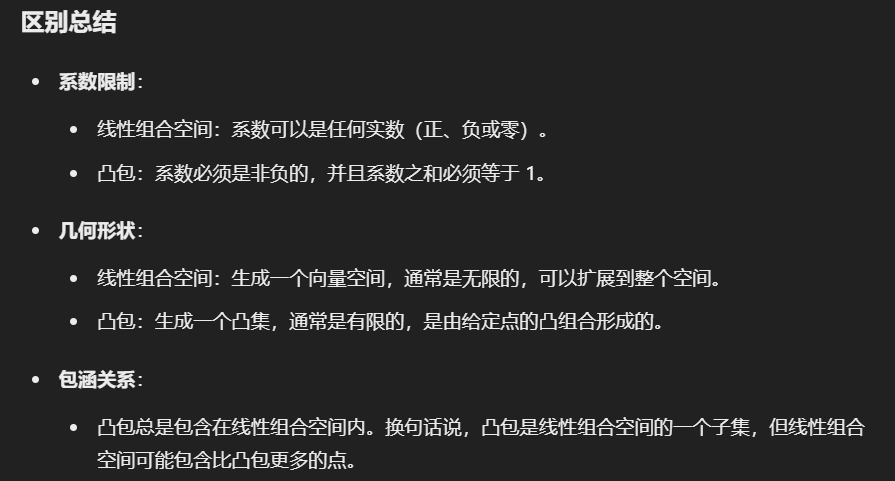 区别总结
系数限制：
线性组合空间：系数可以是任何实数（正、负或零）。
凸包：系数必须是非负的，并且系数之和必须等于 1。
几何形状：
线性组合空间：生成一个向量空间，通常是无限的，可以扩展到整个空间。
凸包：生成一个凸集，通常是有限的，是由给定点的凸组合形成的。
包涵关系：
凸包总是包含在线性组合空间内。换句话说，凸包是线性组合空间的一个子集，但线性组合
空间可能包含比凸包更多的点。